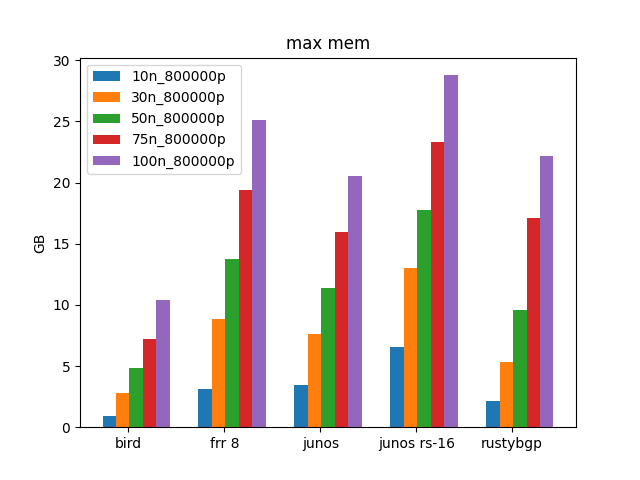 max mem
10n_800000p
30n_800000p
50n_800000p
75n_800000p
100n_800000p
GB
30
25
20
15
10
5
0
bird
frr 8
junos
junos rs-16
rustybgp